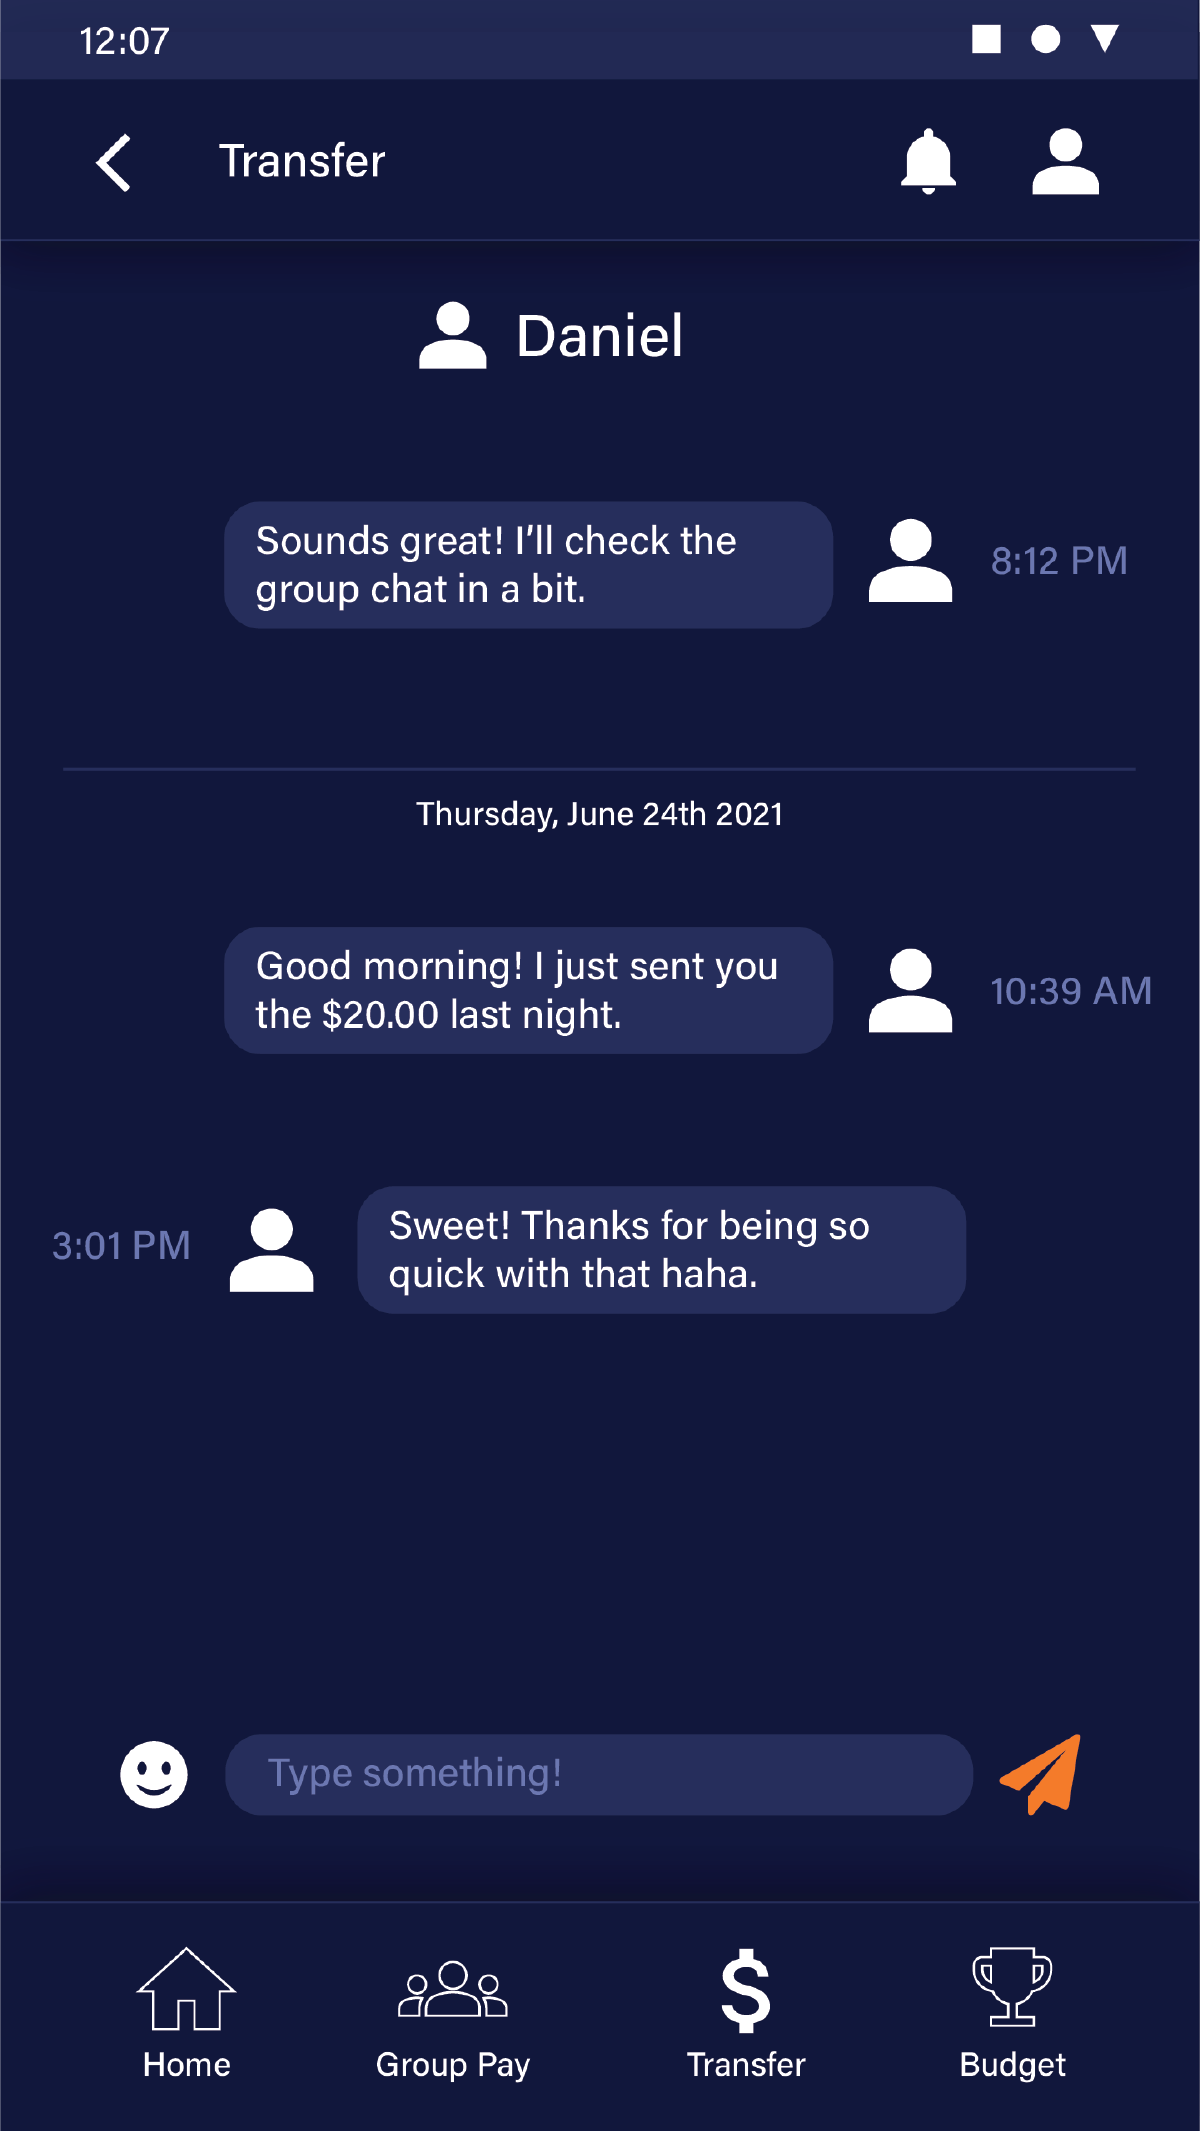 12:07
Transfer
Daniel
Sounds great! I’ll check the
group chat in a bit.
8:12 PM
Thursday, June 24th 2021
Good morning! I just sent you
the $20.00 last night.
10:39 AM
3:01 PM
Sweet! Thanks for being so
quick with that haha.
Type something!
Home
Group Pay
Transfer
Budget